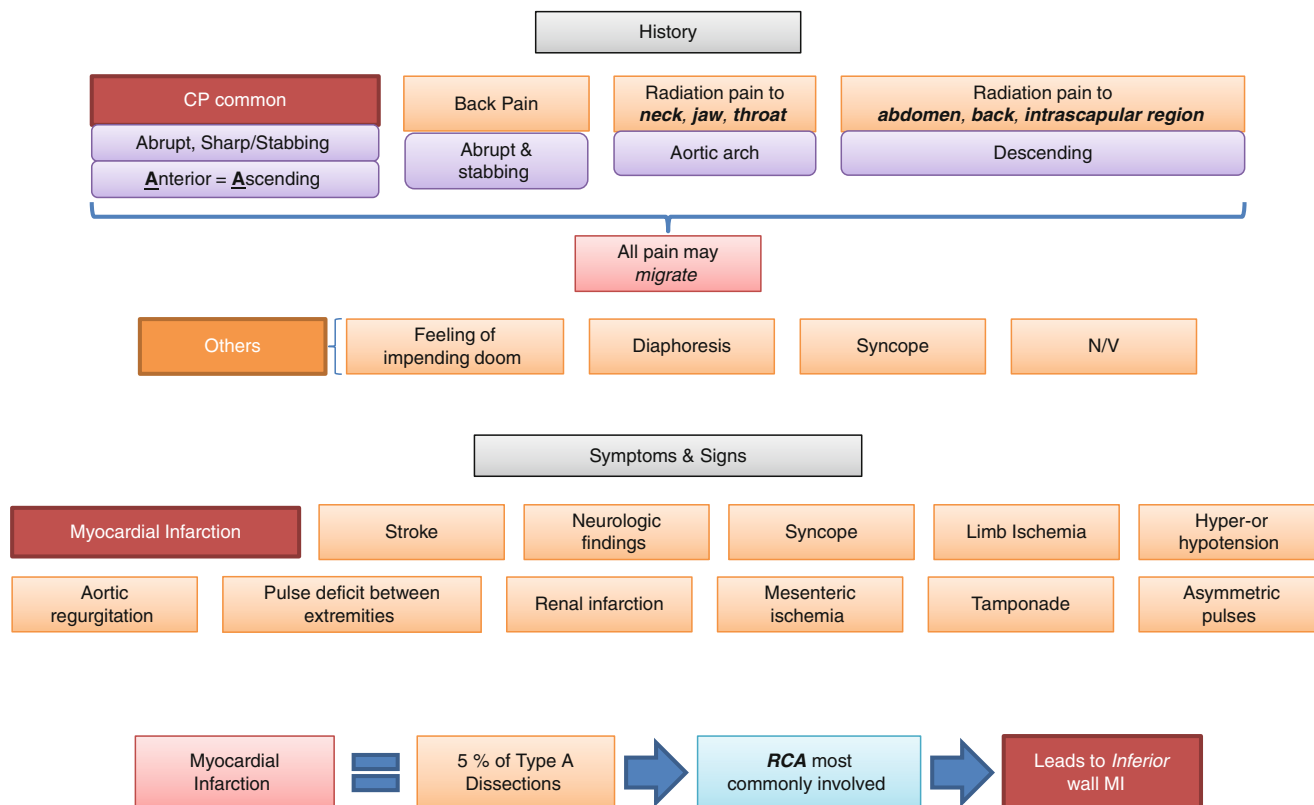 History
CP common
Abrupt, Sharp/Stabbing
Anterior = Ascending
Back Pain
Abrupt &
stabbing
Radiation pain to
neck, jaw, throat
Aortic arch
Radiation pain to
abdomen, back, intrascapular region
Descending
All pain may
migrate
Others
Feeling of
impending doom
Diaphoresis
Syncope
N/V
Symptoms & Signs
Myocardial Infarction
Stroke
Neurologic
findings
Syncope
Limb Ischemia
Hyper-or
hypotension
Aortic
regurgitation
Pulse deficit between
extremities
Renal infarction
Mesenteric
ischemia
Tamponade
Asymmetric
pulses
Myocardial
Infarction
5 % of Type A
Dissections
RCA most
commonly involved
Leads to Inferior
wall MI